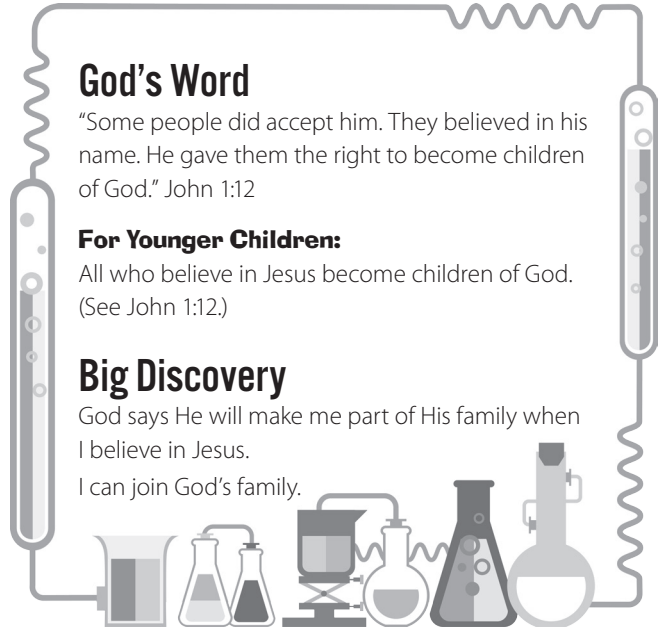 God’s Word
“Some people did accept him. They believed in his
name. He gave them the right to become children
of God.” John 1:12
For Younger Children:
All who believe in Jesus become children of God.
(See John 1:12.)
Big Discovery
God says He will make me part of His family when
I believe in Jesus.
I can join God’s family.